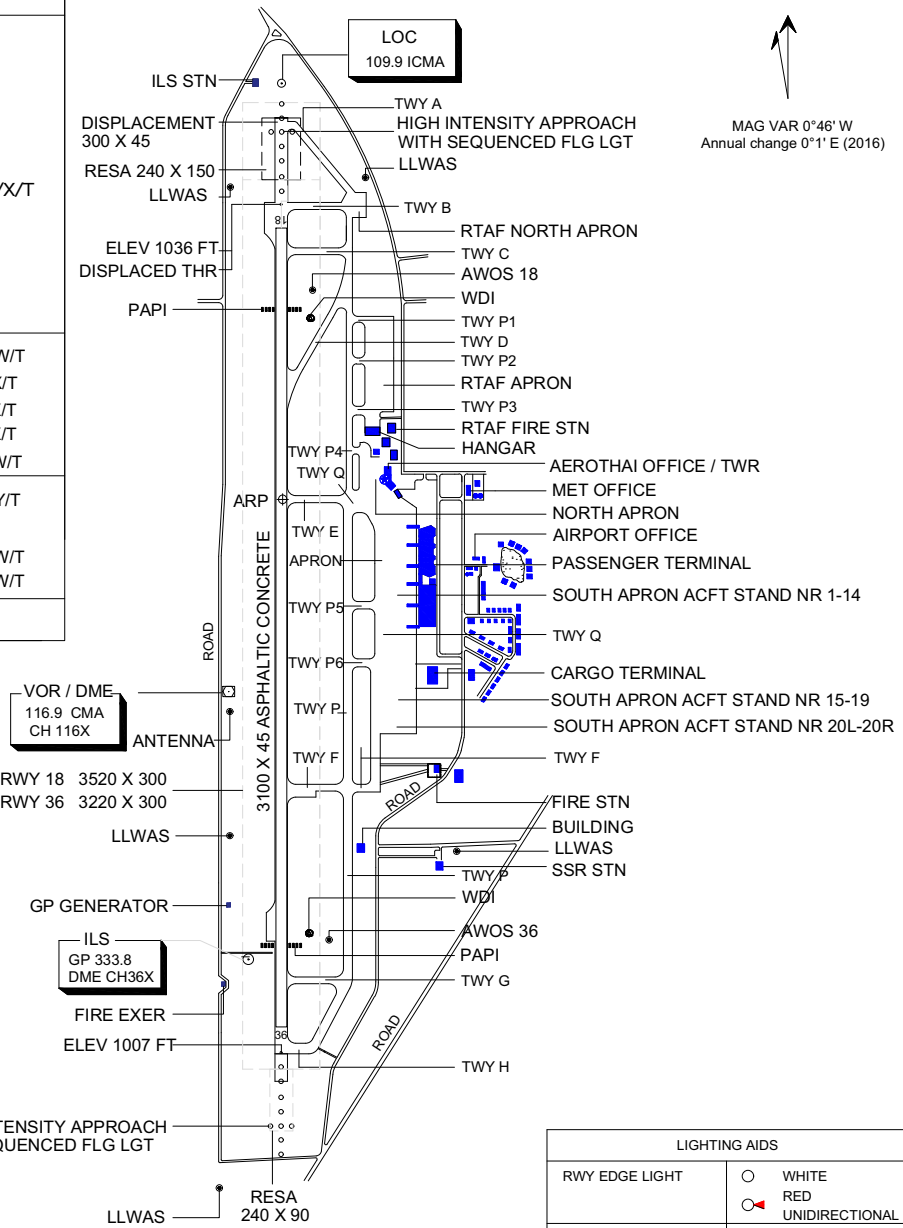 LOC
109.9 ICMA
ILS STN
TWY A
DISPLACEMENT
300 X 45
HIGH INTENSITY APPROACH
WITH SEQUENCED FLG LGT
MAG VAR 0°46' W
Annual change 0°1' E (2016)
RESA 240 X 150
LLWAS
LLWAS
/X/T
TWY B
18
RTAF NORTH APRON
ELEV 1036 FT
TWY C
DISPLACED THR
AWOS 18
WDI
PAPI
TWY P1
TWY D
W/T
TWY P2
X/T
RTAF APRON
/T
TWY P3
/T
RTAF FIRE STN
HANGAR
W/T
TWY P4
TWY Q
AEROTHAI OFFICE / TWR
MET OFFICE
Y/T
ARP
NORTH APRON
TWY E
AIRPORT OFFICE
W/T
APRON
PASSENGER TERMINAL
W/T
SOUTH APRON ACFT STAND NR 1-14
TWY P5
ROAD
3100 X 45 ASPHALTIC CONCRETE
TWY Q
TWY P6
CARGO TERMINAL
VOR / DME
116.9 CMA
CH 116X
SOUTH APRON ACFT STAND NR 15-19
TWY P
SOUTH APRON ACFT STAND NR 20L-20R
ANTENNA
TWY F
TWY F
RWY 18 3520 X 300
RWY 36 3220 X 300
ROAD
FIRE STN
BUILDING
LLWAS
LLWAS
SSR STN
TWY P
WDI
GP GENERATOR
AWOS 36
ILS
GP 333.8
DME CH36X
PAPI
TWY G
FIRE EXER
36
ROAD
ELEV 1007 FT
TWY H
TENSITY APPROACH
QUENCED FLG LGT
LIGHTING AIDS
RWY EDGE LIGHT
WHITE
RED
UNIDIRECTIONAL
RESA
240 X 90
LLWAS